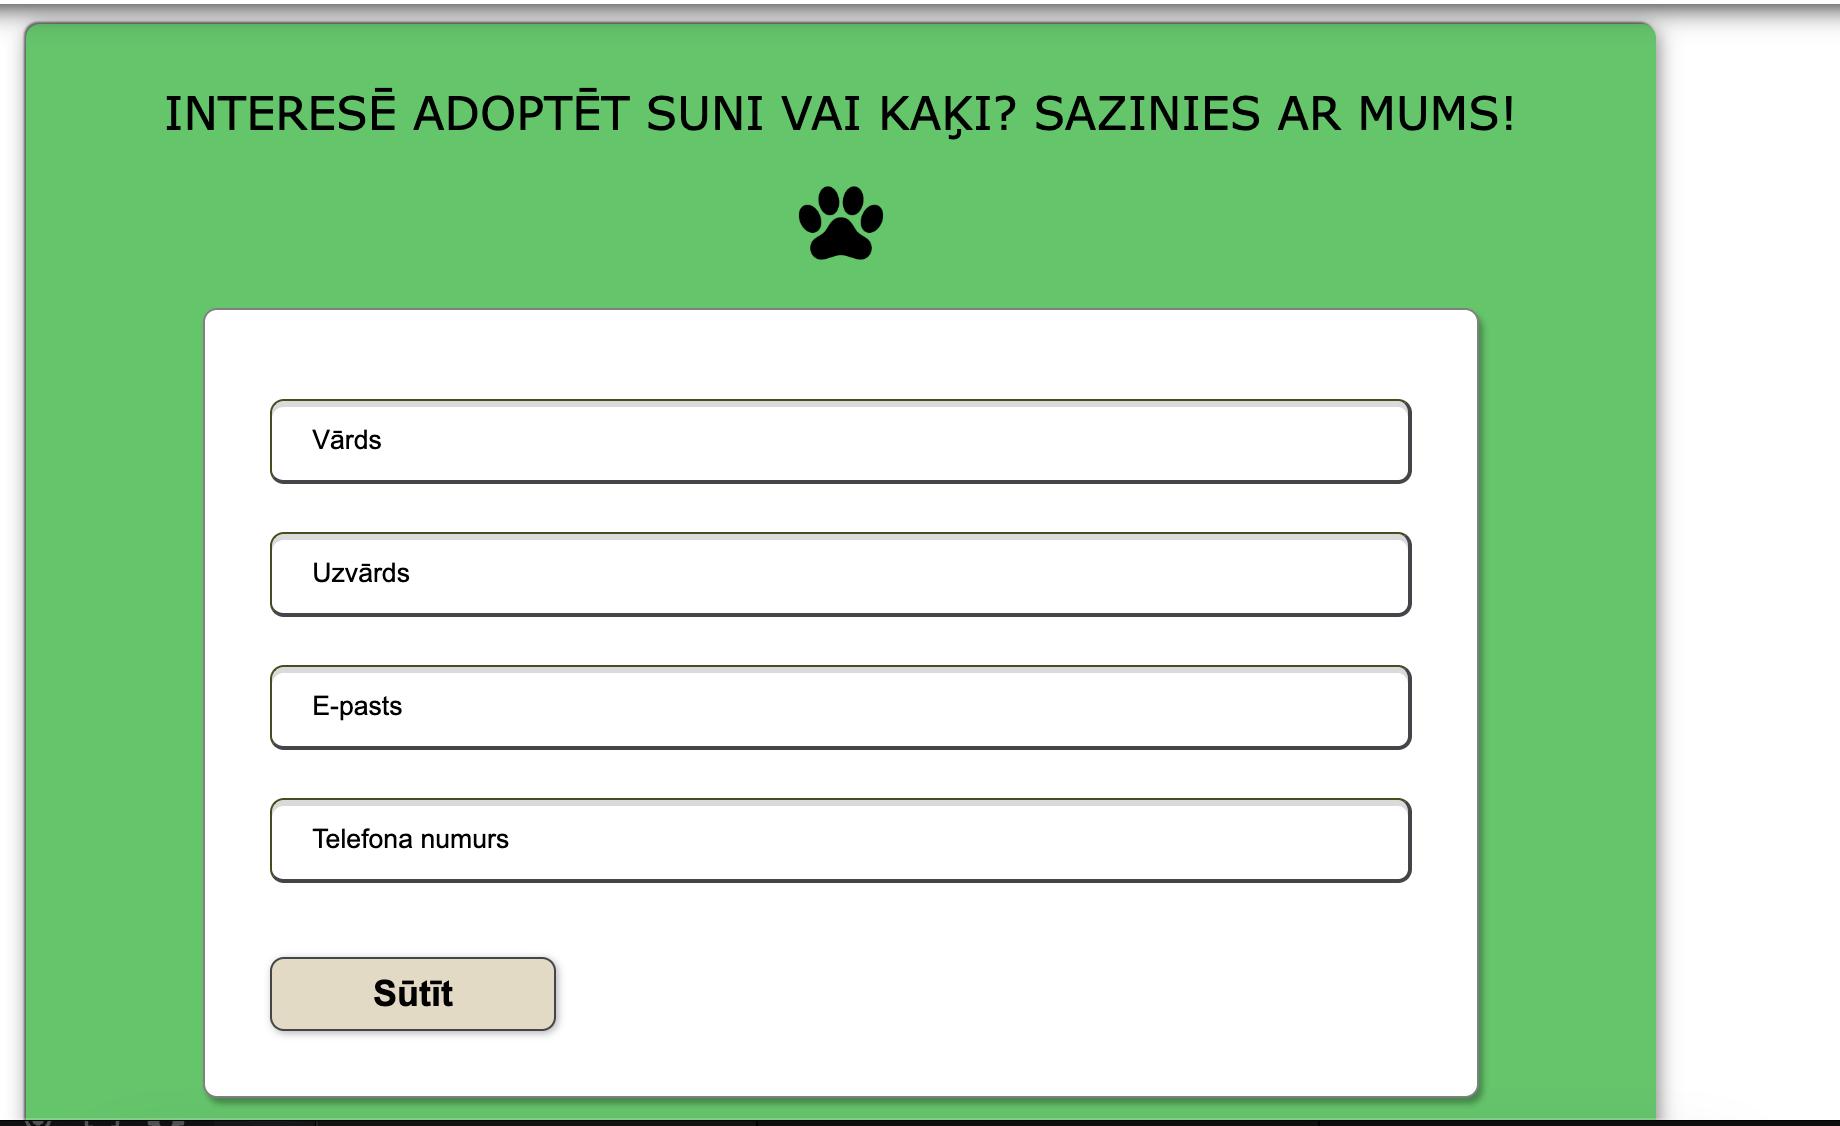 INTERESĒ ADOPTĒT SUNI VAI KAĶI? SAZINIES AR MUMS!
Vārds
Uzvārds
E-pasts
Telefona numurs
Sūtīt